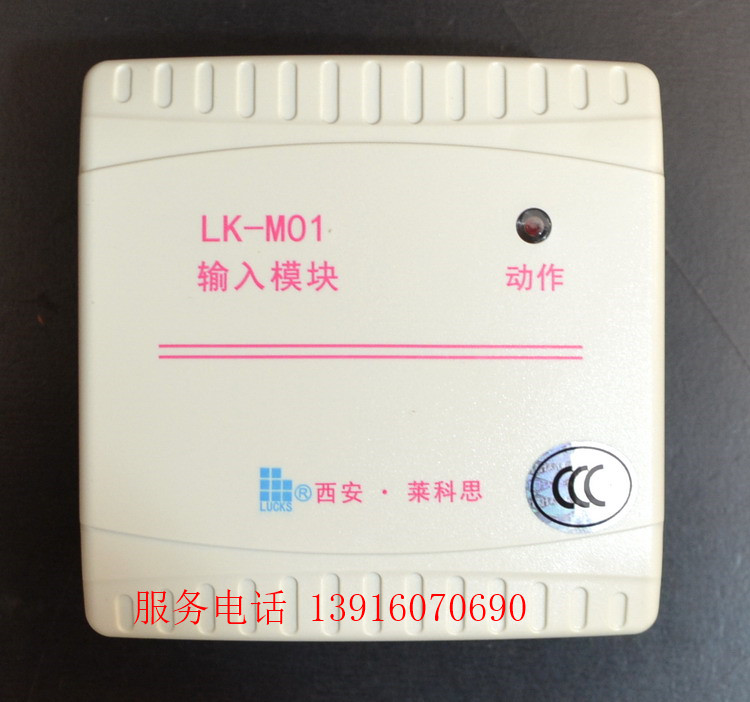 LK-M01
输入模块
动作
LUCKS ® 西安·莱科思
CCC
服务电话 13916070690